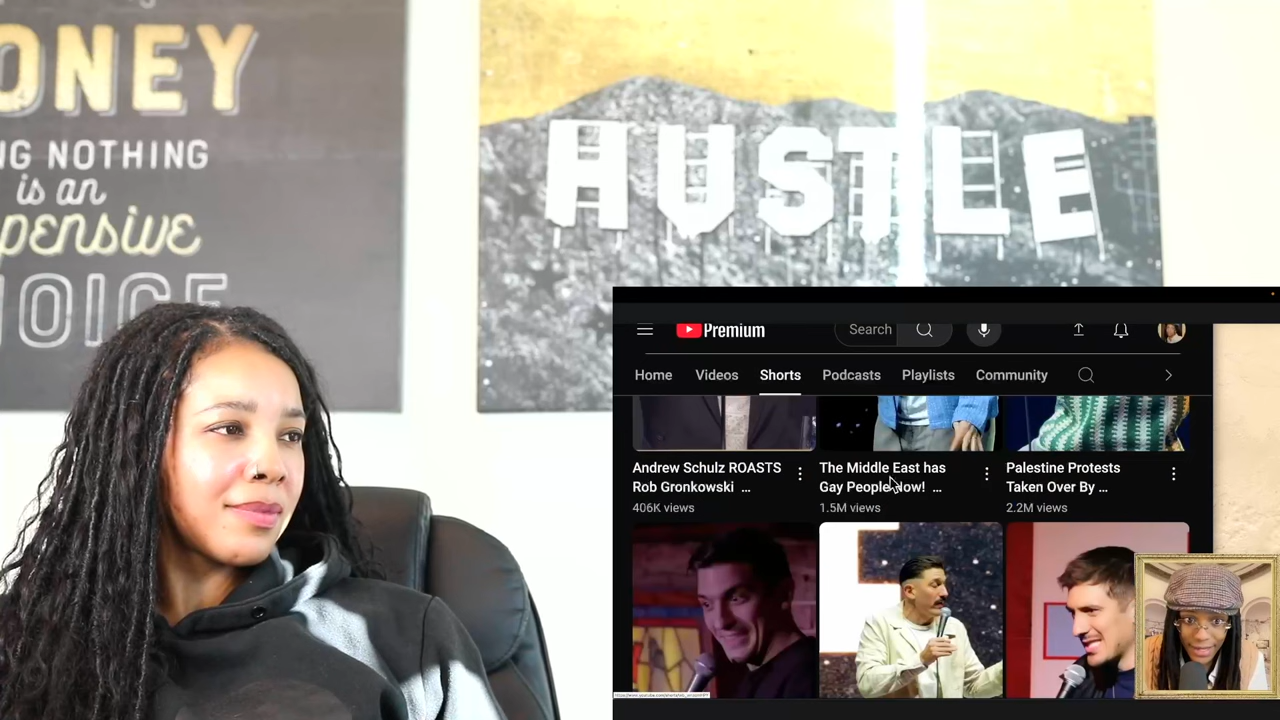 ONEY
NG NOTHING
is an
pensive
HOICE
HUSTLE
Premium
Search
Home Videos Shorts Podcasts Playlists Community
Andrew Schulz ROASTS
Rob Gronkowski ...
406K views
The Middle East has
Gay People Now! ...
1.5M views
Palestine Protests
Taken Over By ...
2.2M views